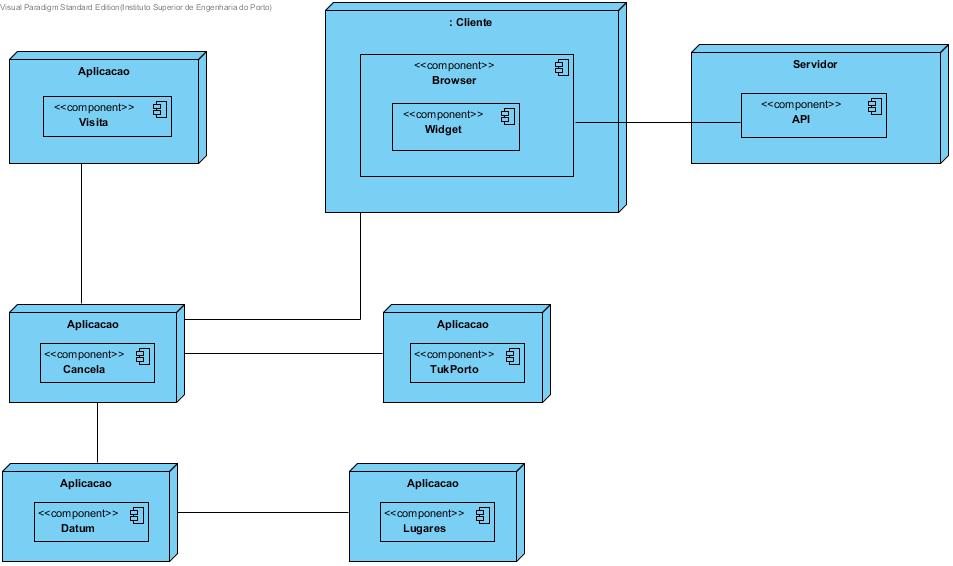 Visual Paradigm Standard Edition(Instituto Superior de Engenharia do Porto)
: Cliente
<<component>>
Browser
<<component>>
Widget
Servidor
<<component>>
API
Aplicacao
<<component>>
Visita
Aplicacao
<<component>>
Cancela
Aplicacao
<<component>>
TukPorto
Aplicacao
<<component>>
Datum
Aplicacao
<<component>>
Lugares